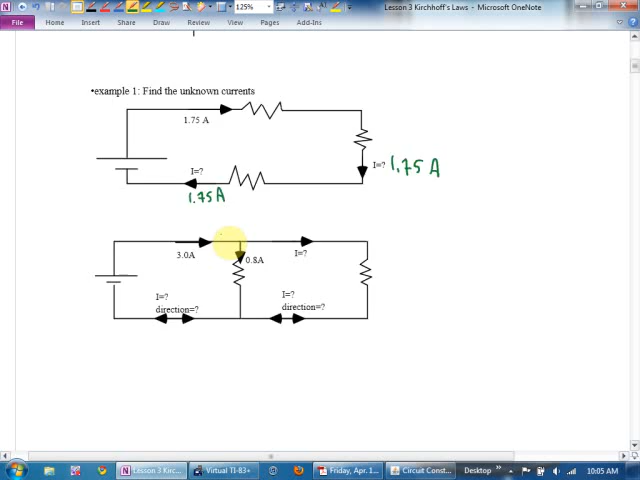 Lesson 3 Kirchhoff's Laws - Microsoft OneNote
125%
File Home Insert Share Draw Review View Pages Add-Ins
•example 1: Find the unknown currents
1.75 A
I=? 1.75 A
I=?
1.75 A
3.0A
0.8A
I=?
I=?
direction=?
I=?
direction=?
Lesson 3 Kirc... Virtual TI-83+ Friday, Apr. 1... Circuit Const... Desktop 10:05 AM